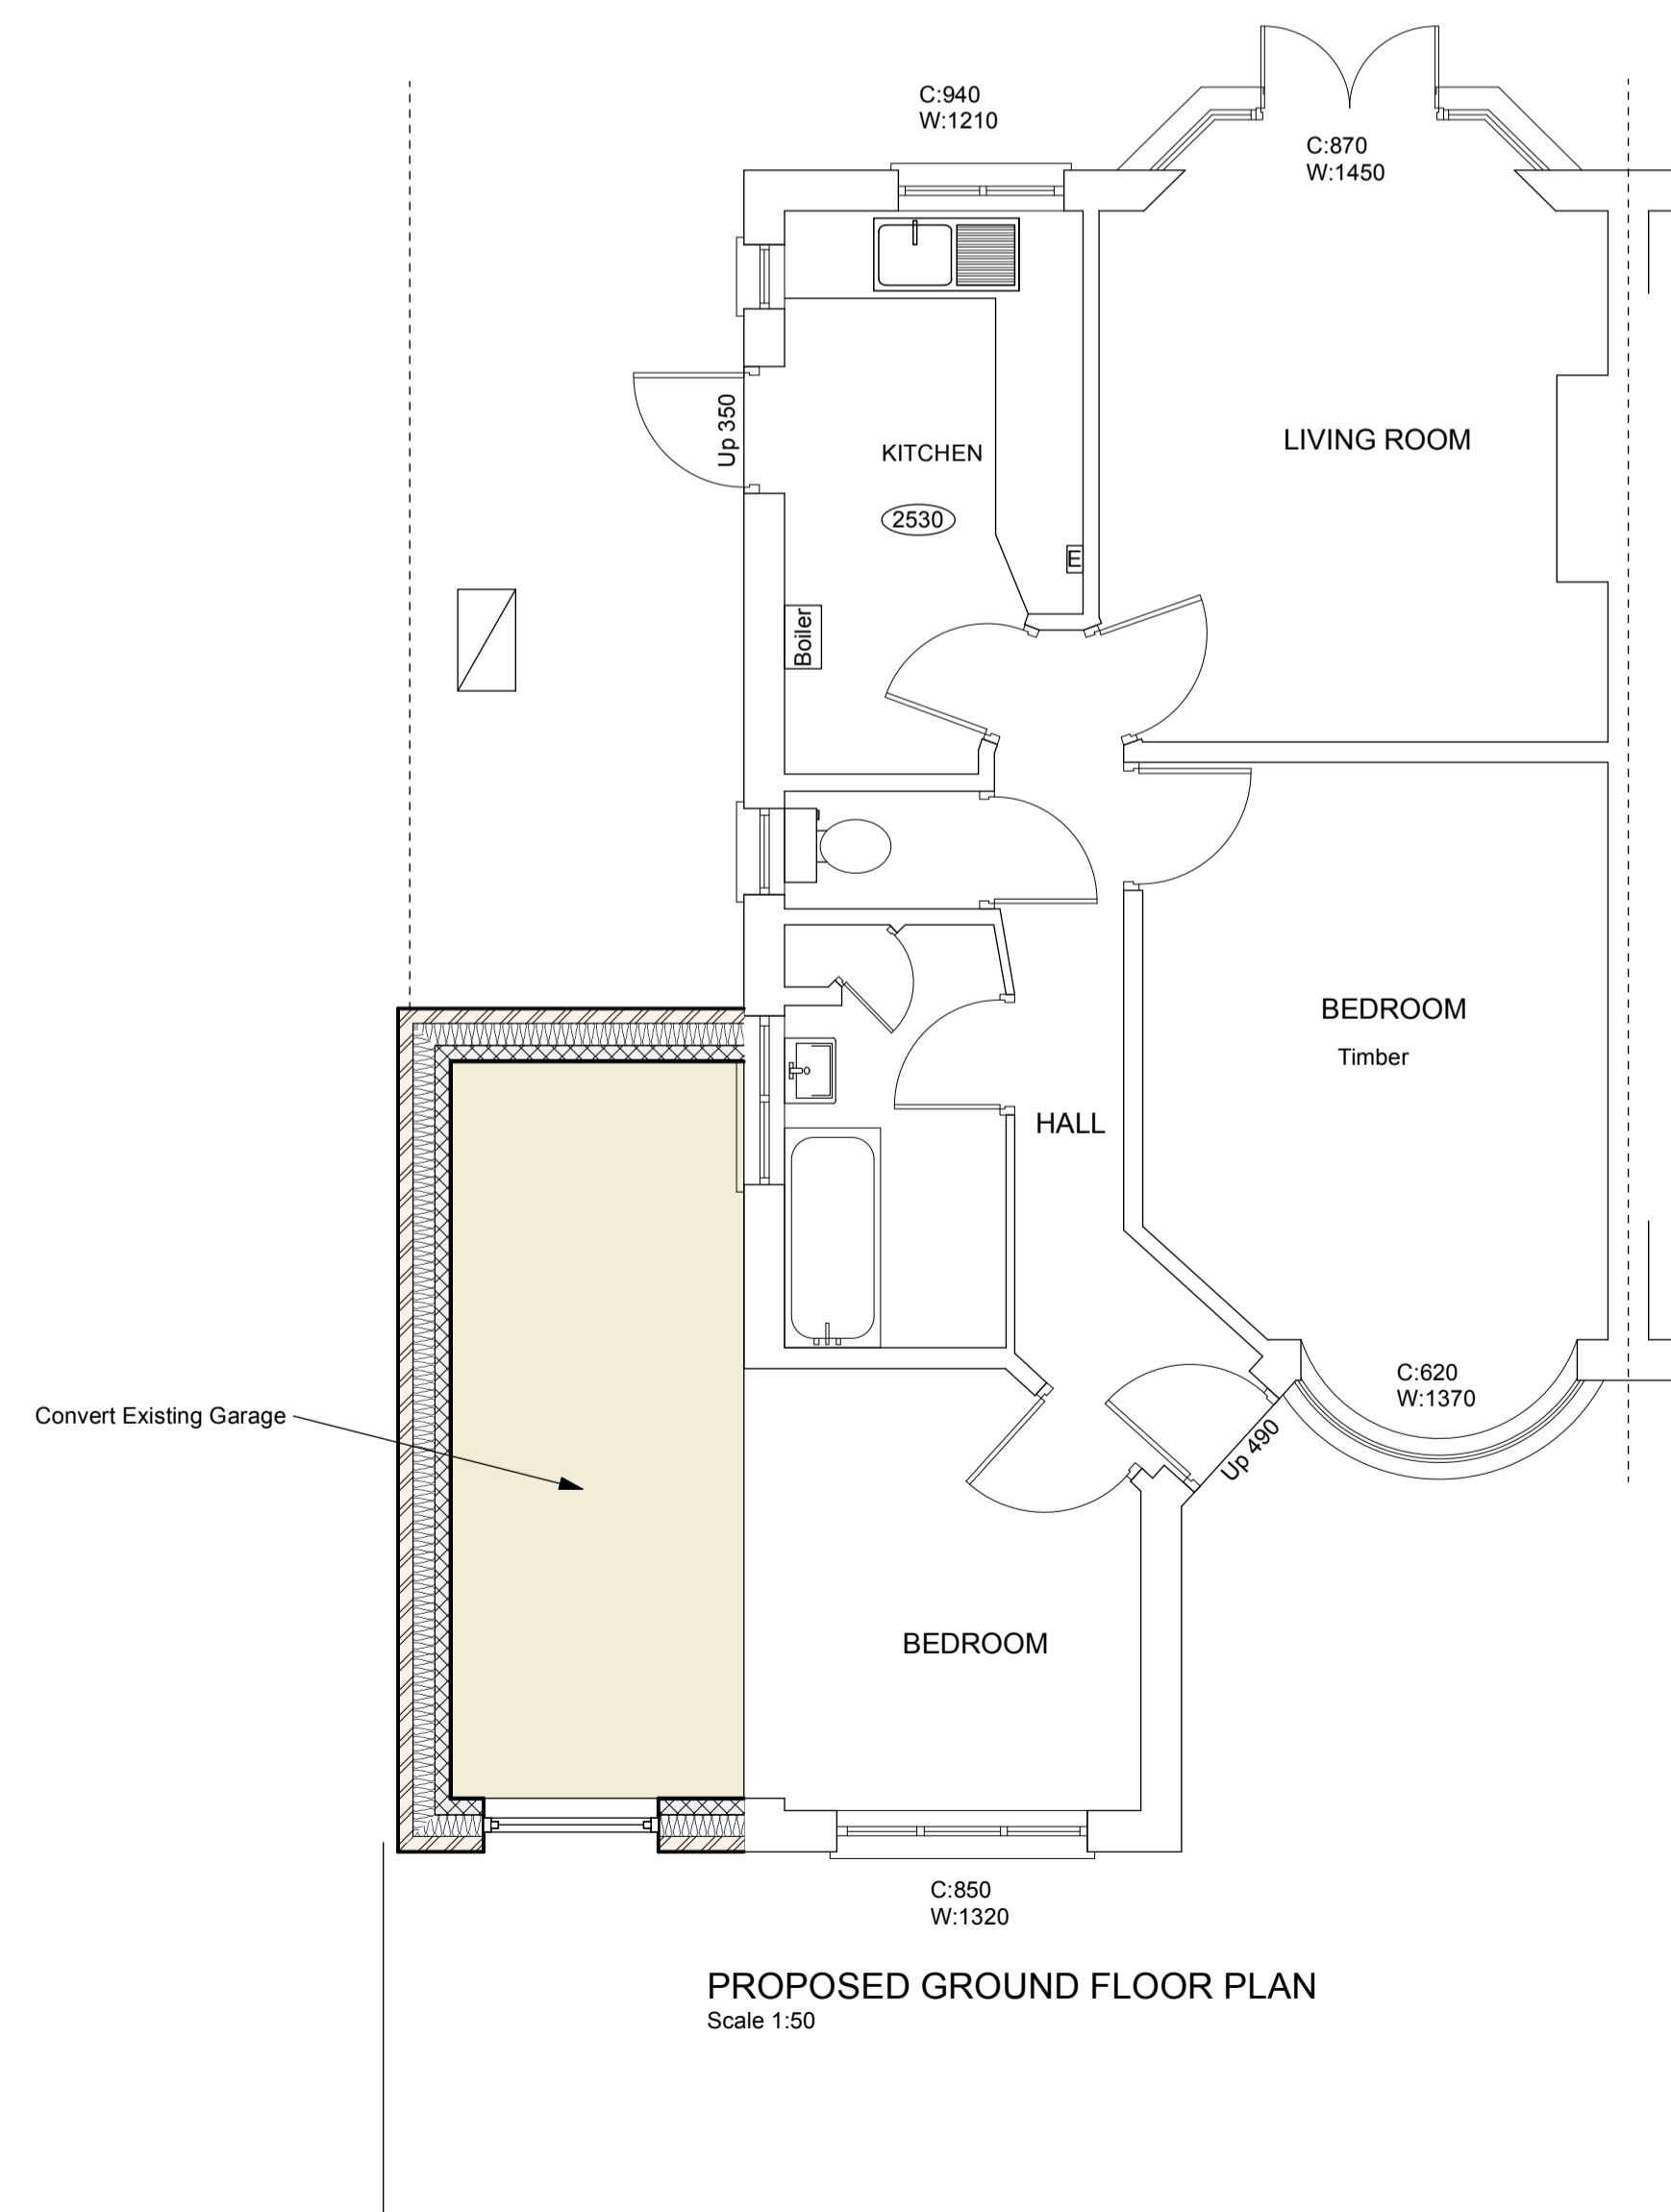 C:940
W:1210
C:870
W:1450
Up 350
KITCHEN
LIVING ROOM
2530
E
Boiler
BEDROOM
Timber
HALL
C:620
W:1370
Convert Existing Garage
Up 490
BEDROOM
C:850
W:1320
PROPOSED GROUND FLOOR PLAN
Scale 1:50